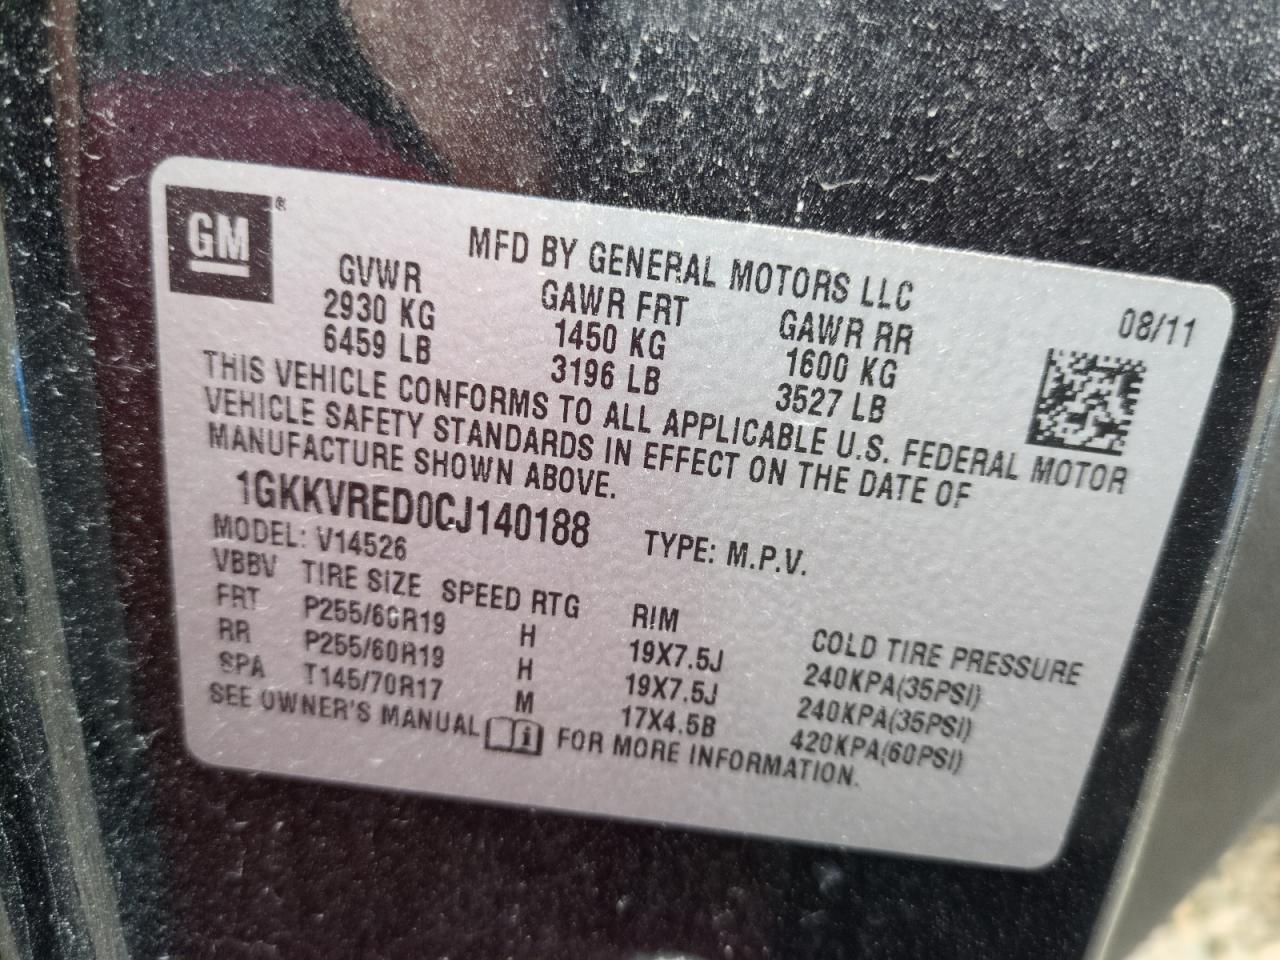 GM®
MFD BY GENERAL MOTORS LLC
08/11
GVWR GAWR FRT GAWR RR
2930 KG 1450 KG 1600 KG
6459 LB 3196 LB 3527 LB
THIS VEHICLE CONFORMS TO ALL APPLICABLE U.S. FEDERAL MOTOR
VEHICLE SAFETY STANDARDS IN EFFECT ON THE DATE OF
MANUFACTURE SHOWN ABOVE.
1GKKVRED0CJ140188 TYPE: M.P.V.
MODEL: V14526
VBBV TIRE SIZE SPEED RTG RIM COLD TIRE PRESSURE
FRT P255/60R19 H 19X7.5J 240KPA(35PSI)
RR P255/60R19 H 19X7.5J 240KPA(35PSI)
SPA T145/70R17 M 17X4.5B 420KPA(60PSI)
SEE OWNER'S MANUAL i FOR MORE INFORMATION.